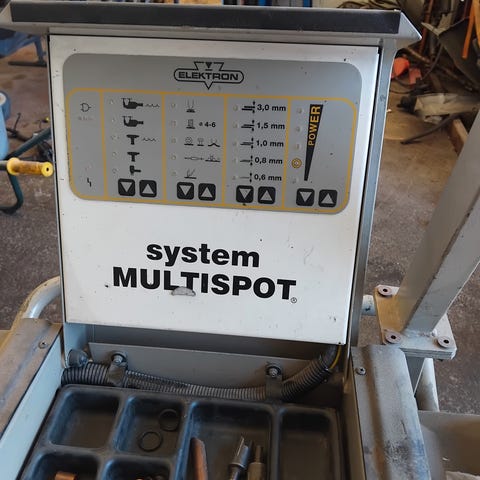 ELEKTRON
3,0 mm
ø 4-6
1,5 mm
1,0 mm
0,8 mm
0,6 mm
POWER
system
MULTISPOT®